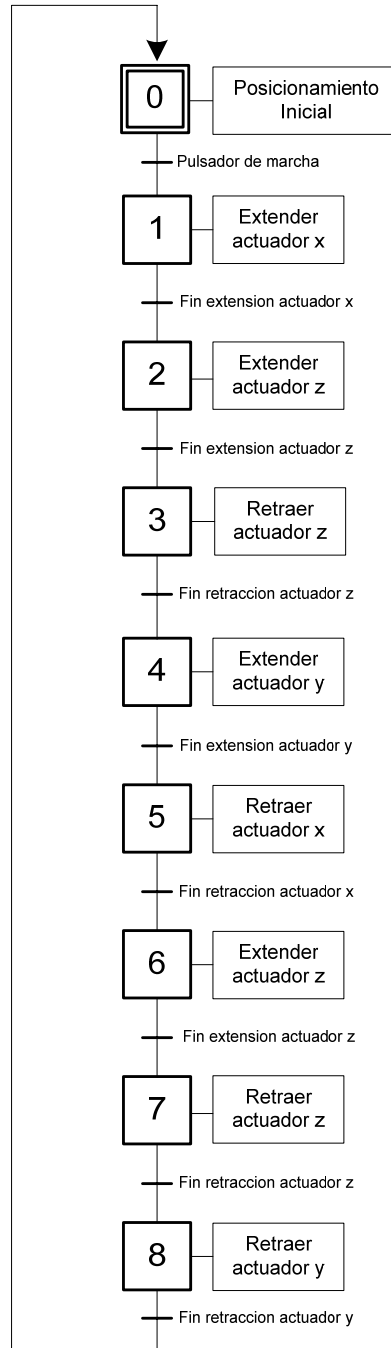 0
Posicionamiento
Inicial
Pulsador de marcha
1
Extender
actuador x
Fin extension actuador x
2
Extender
actuador z
Fin extension actuador z
3
Retraer
actuador z
Fin retraccion actuador z
4
Extender
actuador y
Fin extension actuador y
5
Retraer
actuador x
Fin retraccion actuador x
6
Extender
actuador z
Fin extension actuador z
7
Retraer
actuador z
Fin retraccion actuador z
8
Retraer
actuador y
Fin retraccion actuador y